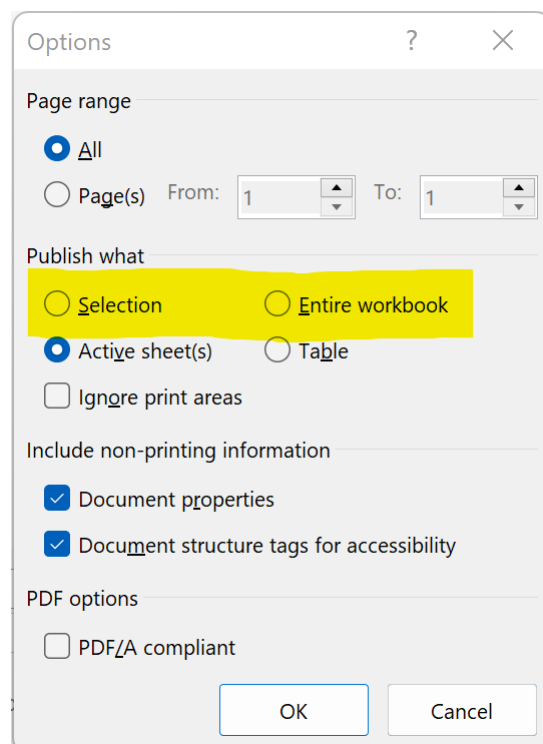 Options ?
Page range
All
Page(s) From: 1 To: 1
Publish what
Selection Entire workbook
Active sheet(s) Table
Ignore print areas
Include non-printing information
Document properties
Document structure tags for accessibility
PDF options
PDF/A compliant
OK Cancel